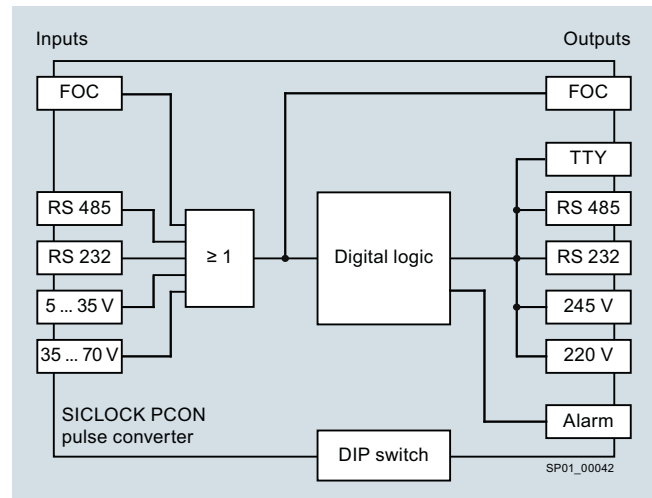 Inputs
Outputs
FOC
FOC
TTY
RS 485
RS 485
RS 232
≥ 1
Digital logic
RS 232
5 ... 35 V
245 V
35 ... 70 V
220 V
SICLOCK PCON
pulse converter
Alarm
DIP switch
SP01_00042